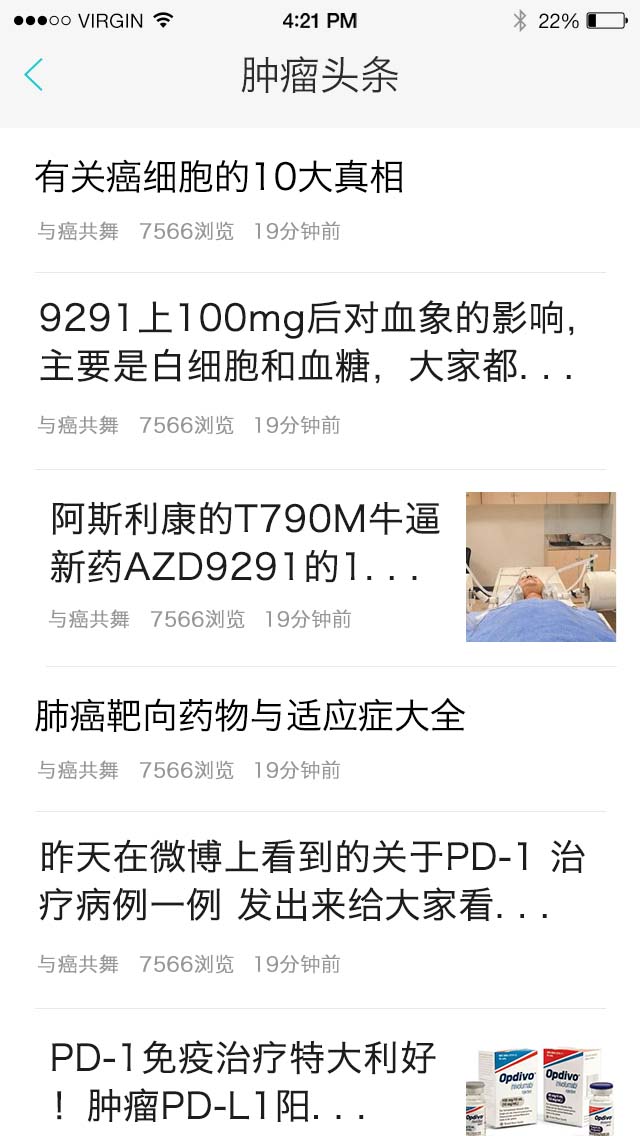 VIRGIN 4:21 PM 22%
肿瘤头条
有关癌细胞的10大真相
与癌共舞 7566浏览 19分钟前
9291上100mg后对血象的影响,
主要是白细胞和血糖，大家都...
与癌共舞 7566浏览 19分钟前
阿斯利康的T790M牛逼
新药AZD9291的1...
与癌共舞 7566浏览 19分钟前
肺癌靶向药物与适应症大全
与癌共舞 7566浏览 19分钟前
昨天在微博上看到的关于PD-1 治
疗病例一例 发出来给大家看...
与癌共舞 7566浏览 19分钟前
PD-1免疫治疗特大利好
！肿瘤PD-L1阳...
Opdivo Opdivo
(nivolumab) (nivolumab)